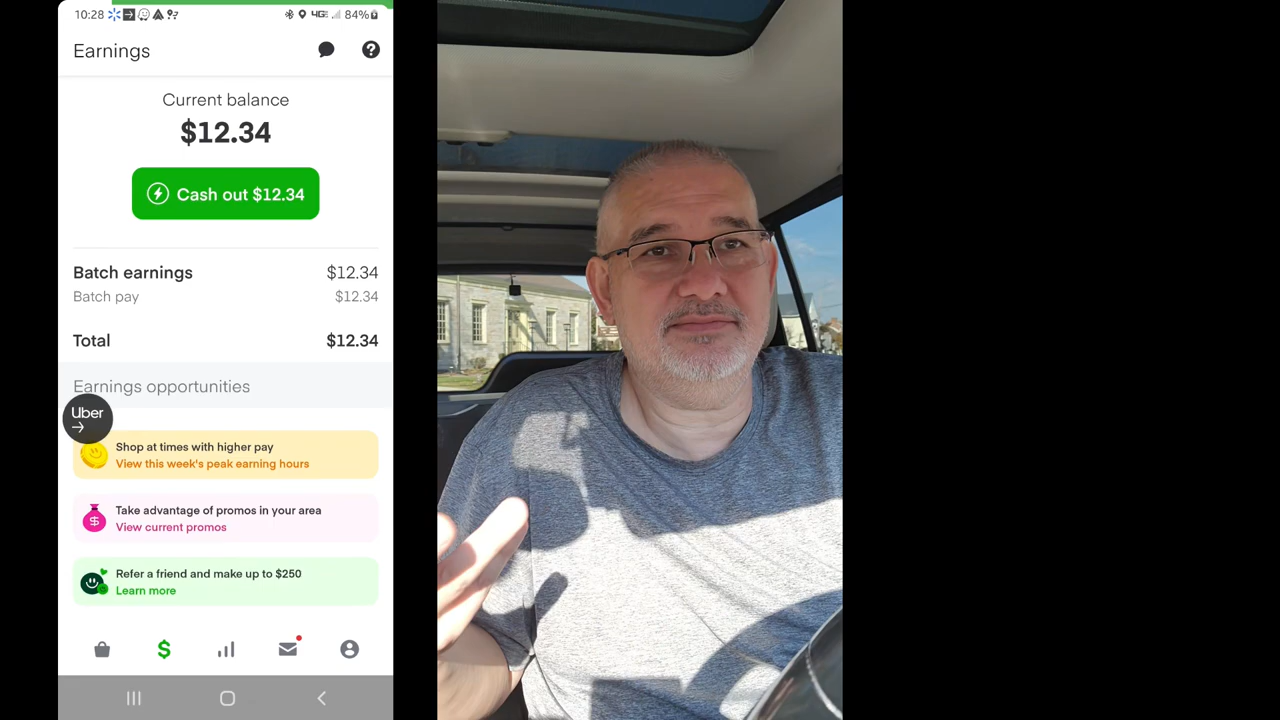 10:28
4GE
84%
Earnings
Current balance
$12.34
Cash out $12.34
Batch earnings $12.34
Batch pay $12.34
Total $12.34
Earnings opportunities
Uber
Shop at times with higher pay
View this week's peak earning hours
Take advantage of promos in your area
View current promos
Refer a friend and make up to $250
Learn more